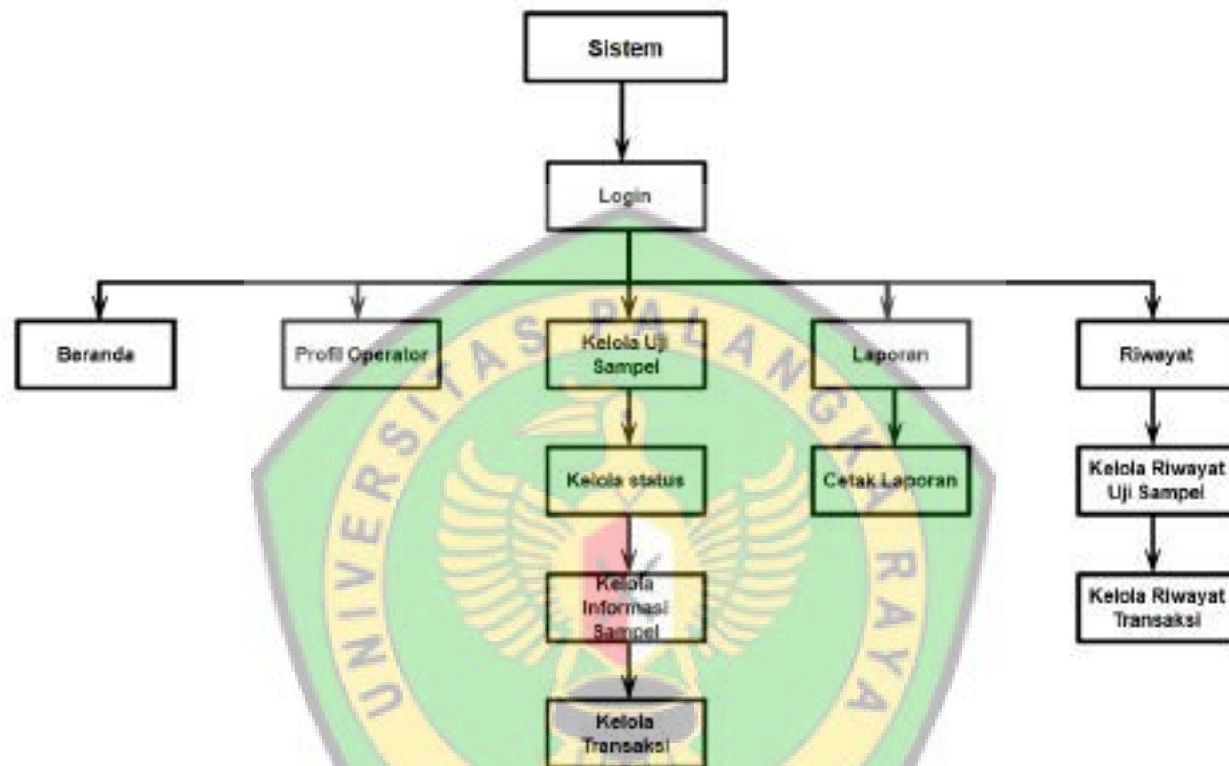 Sistem
Login
Beranda
Profil Operator
Kelola Uji
Sampel
Laporan
Riwayat
Kelola status
Cetak Laporan
Kelola Riwayat
Uji Sampel
Kelola
Informasi
Sampel
Kelola Riwayat
Transaksi
Kelola
Transaksi
UNIVERSITAS PALANGKA RAYA